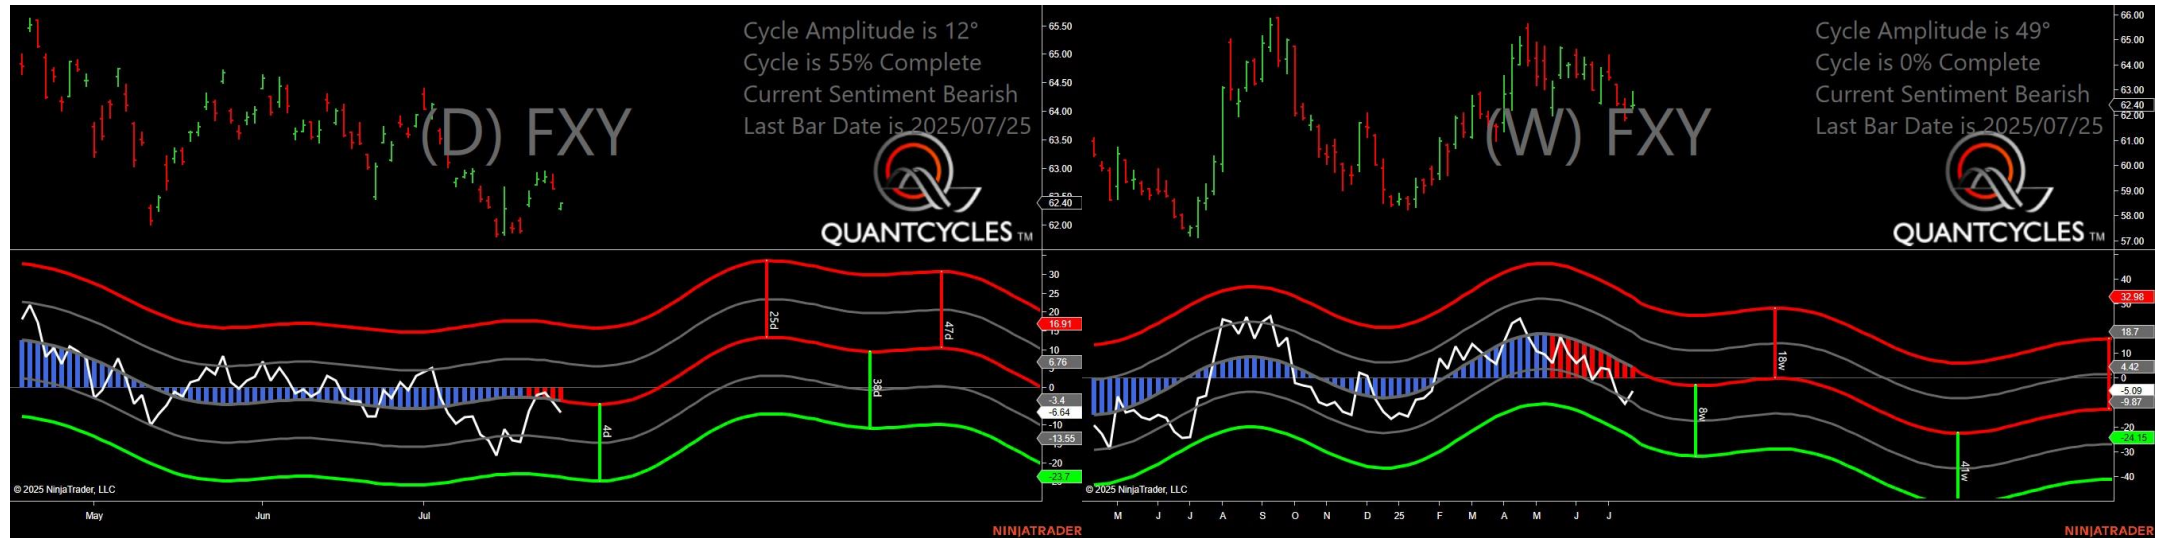 Cycle Amplitude is 12°
Cycle is 55% Complete
Current Sentiment Bearish
Last Bar Date is 2025/07/25
(D) FXY
QUANTCYCLES TM
65.50
65.00
64.50
64.00
63.50
63.00
62.40
62.00
30
25
20
16.91
10
6.76
0
-3.4
-6.64
-10
-13.55
-20
-23.7
25d
47d
38d
4d
© 2025 NinjaTrader, LLC
May Jun Jul
NINJATRADER
Cycle Amplitude is 49°
Cycle is 0% Complete
Current Sentiment Bearish
Last Bar Date is 2025/07/25
(W) FXY
QUANTCYCLES TM
66.00
65.00
64.00
63.00
62.40
62.00
61.00
60.00
59.00
58.00
57.00
40
32.98
18.7
10
4.42
0
-5.09
-9.87
-20
-24.15
-30
-40
18w
8w
41w
© 2025 NinjaTrader, LLC
M J J A S O N D 25 F M A M J J
NINJATRADER